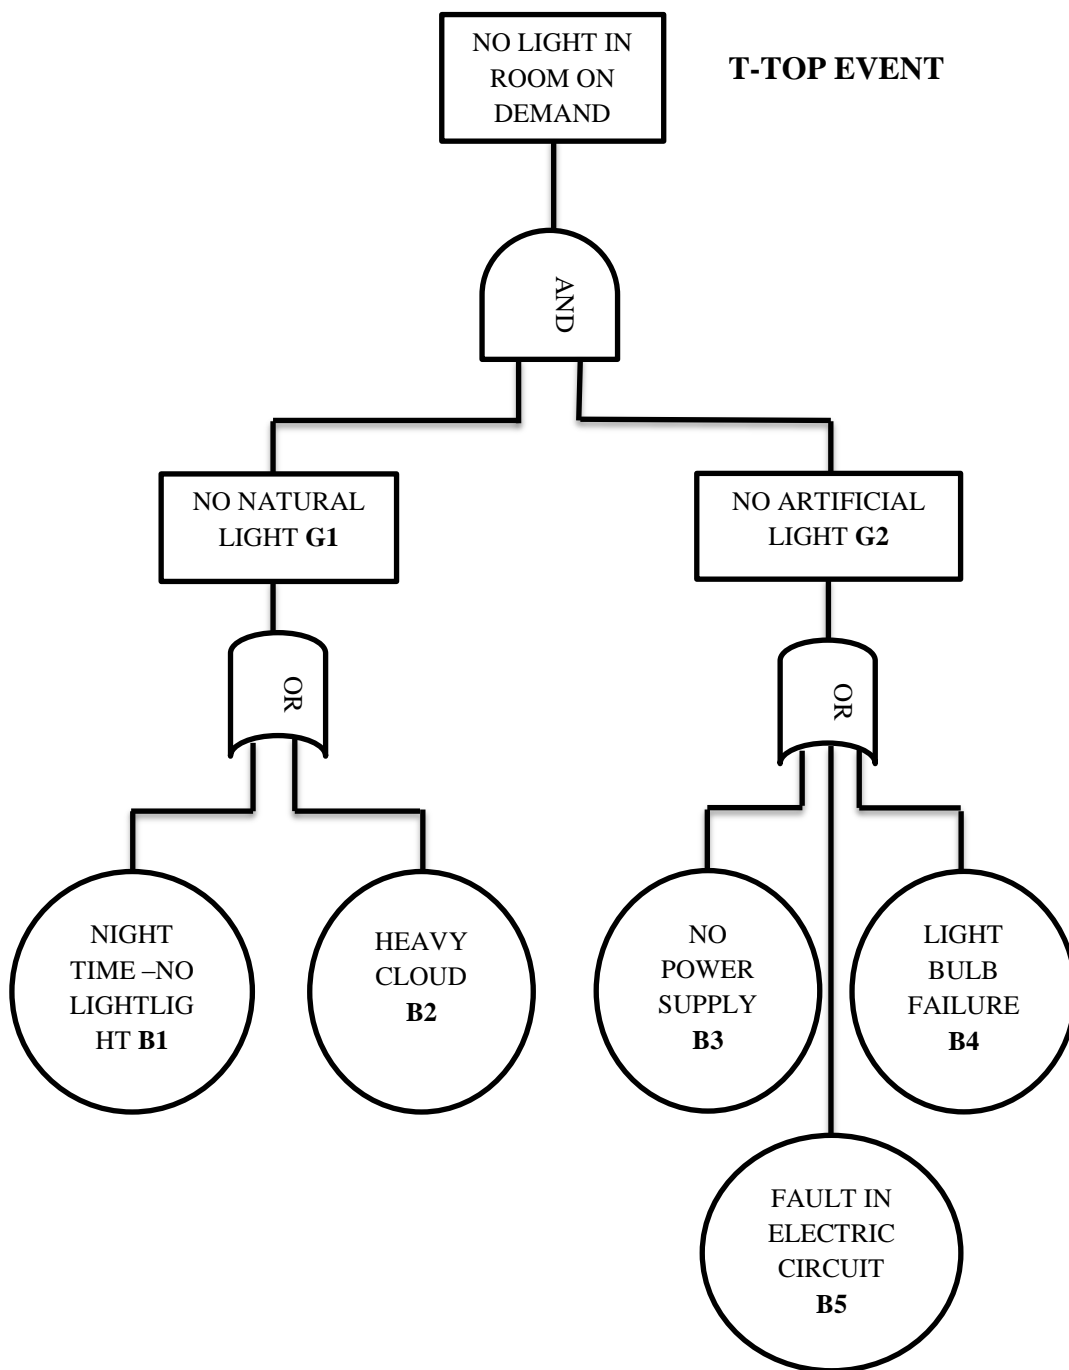 NO LIGHT IN
ROOM ON
DEMAND
T-TOP EVENT
AND
NO NATURAL
LIGHT G1
NO ARTIFICIAL
LIGHT G2
OR
OR
NIGHT
TIME –NO
LIGHTLIG
HT B1
HEAVY
CLOUD
B2
NO
POWER
SUPPLY
B3
LIGHT
BULB
FAILURE
B4
FAULT IN
ELECTRIC
CIRCUIT
B5